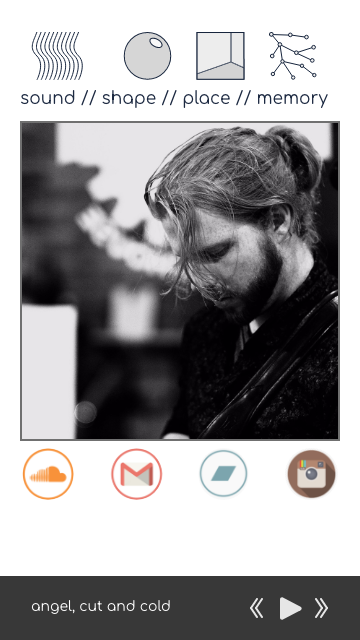 sound // shape // place // memory
angel, cut and cold